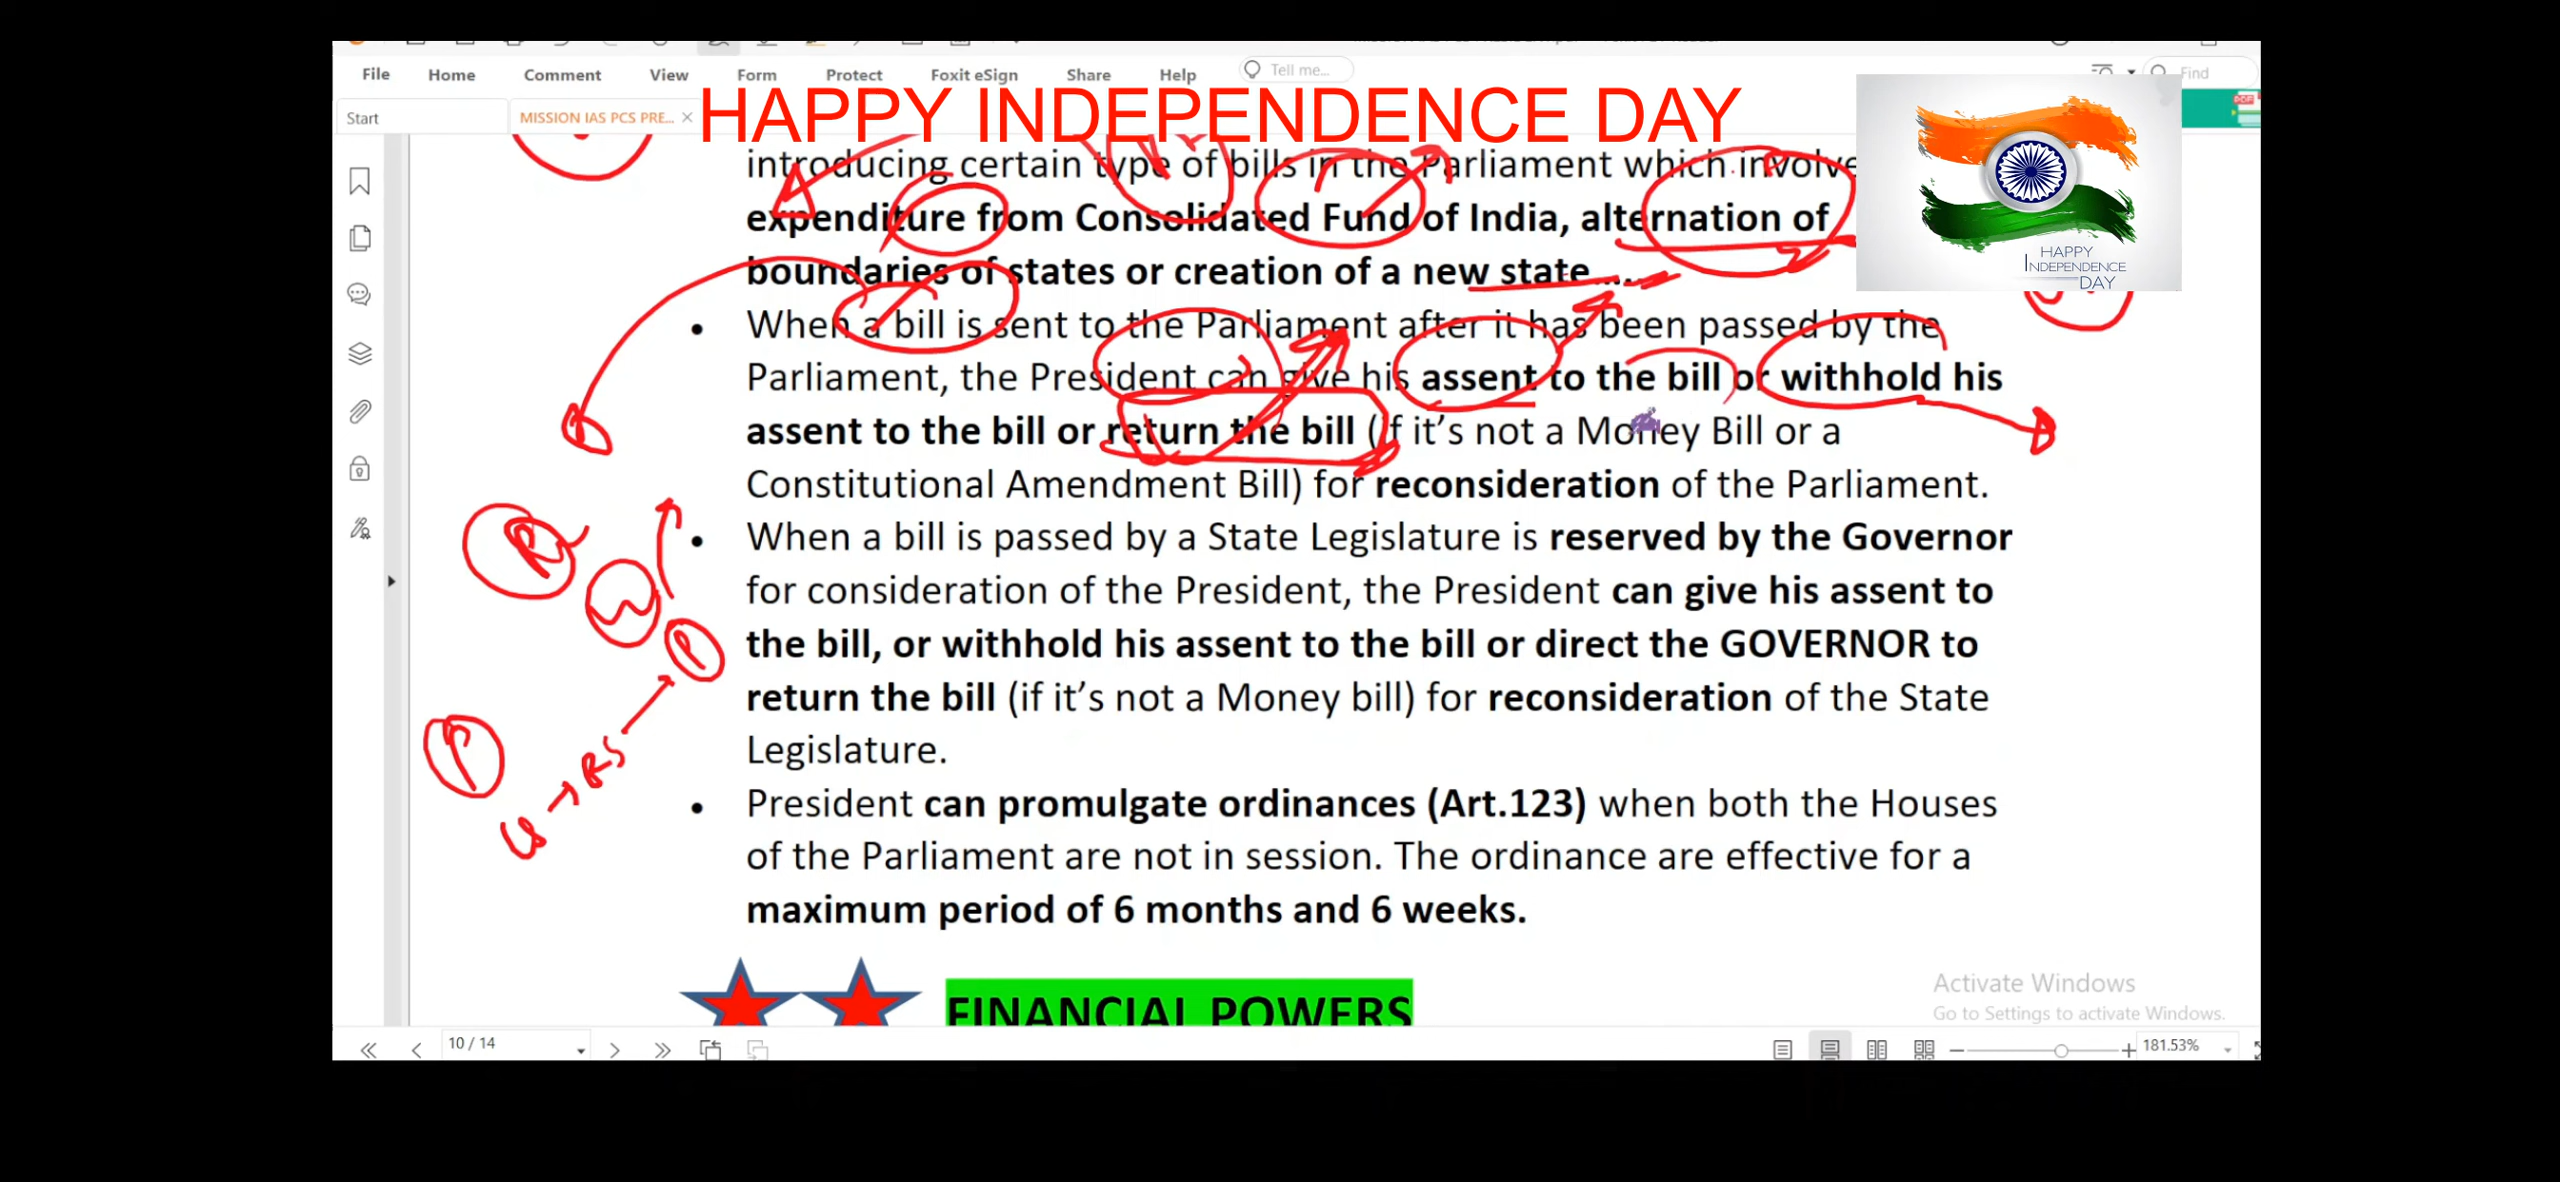 File Home Comment View Form Protect Foxit eSign Share Help Tell me... Find
Start MISSION IAS PCS PRE...
HAPPY INDEPENDENCE DAY
introducing certain type of bills in the Parliament which involve
expenditure from Consolidated Fund of India, alternation of
boundaries of states or creation of a new state....
HAPPY
INDEPENDENCE
DAY
• When a bill is sent to the Parliament after it has been passed by the
Parliament, the President can give his assent to the bill or withhold his
assent to the bill or return the bill (if it's not a Money Bill or a
Constitutional Amendment Bill) for reconsideration of the Parliament.
• When a bill is passed by a State Legislature is reserved by the Governor
for consideration of the President, the President can give his assent to
the bill, or withhold his assent to the bill or direct the GOVERNOR to
return the bill (if it's not a Money bill) for reconsideration of the State
Legislature.
• President can promulgate ordinances (Art.123) when both the Houses
of the Parliament are not in session. The ordinance are effective for a
maximum period of 6 months and 6 weeks.
FINANCIAL POWERS
Activate Windows
Go to Settings to activate Windows.
10 / 14
181.53%